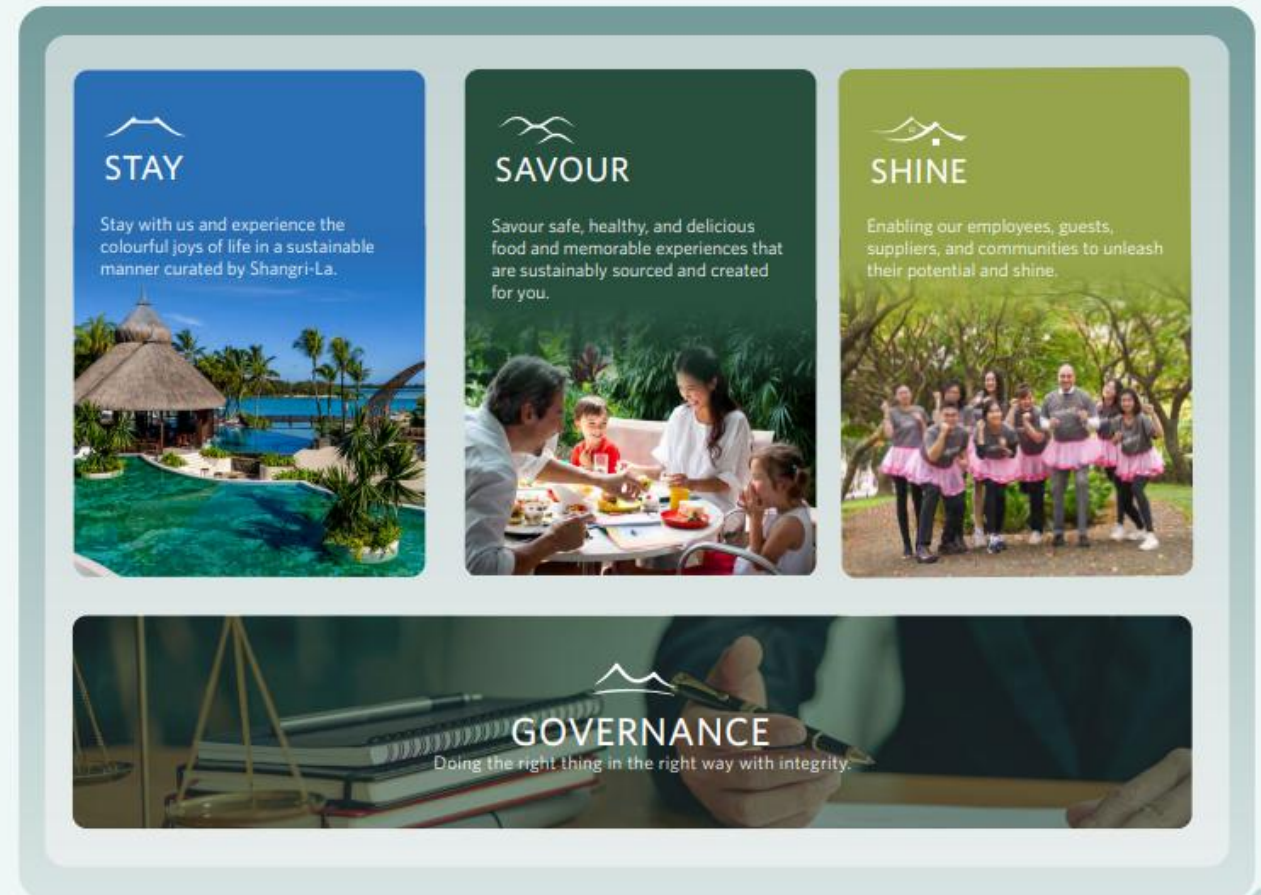 STAY
Stay with us and experience the
colourful joys of life in a sustainable
manner curated by Shangri-La.
SAVOUR
Savour safe, healthy, and delicious
food and memorable experiences that
are sustainably sourced and created
for you.
SHINE
Enabling our employees, guests,
suppliers, and communities to unleash
their potential and shine.
GOVERNANCE
Doing the right thing in the right way with integrity.